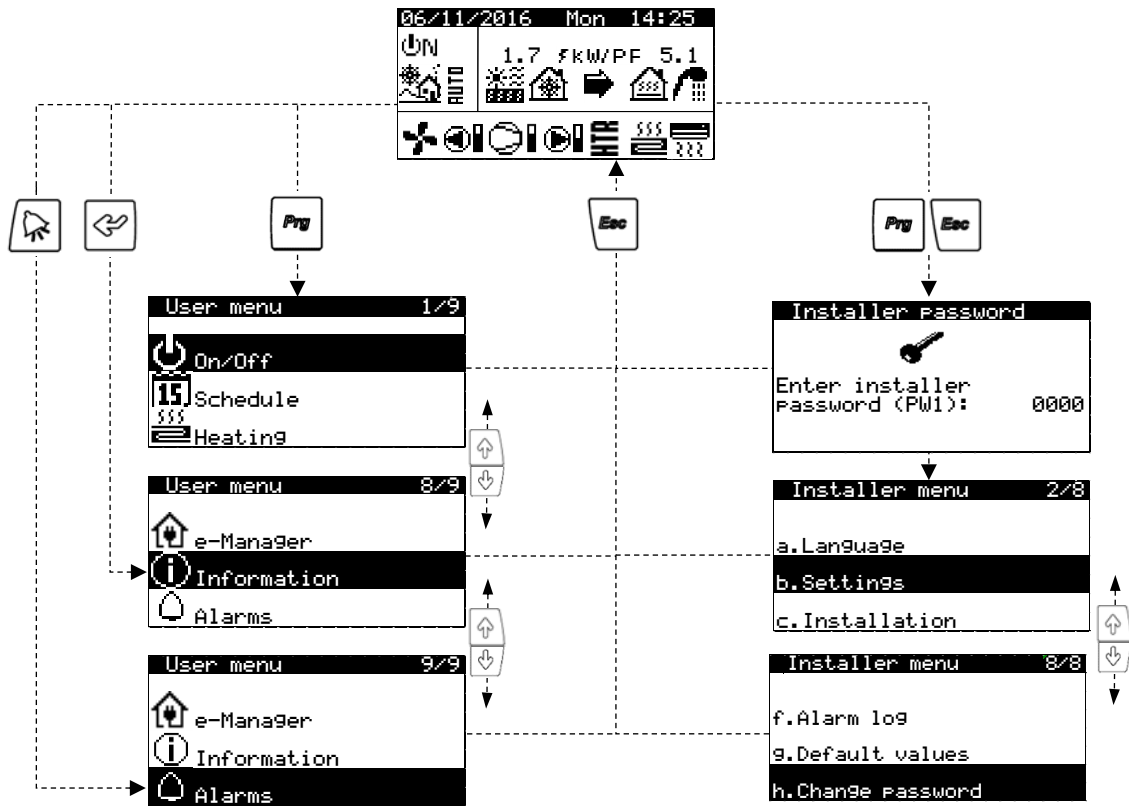 06/11/2016 Mon 14:25
ON
AUTO
1.7 kW/PF 5.1
HTR
Prg
Esc
Prg
Esc
User menu 1/9
On/Off
15
Schedule
Heating
User menu 8/9
e-Manager
i Information
Alarms
User menu 9/9
e-Manager
i Information
Alarms
Installer password
Enter installer
password (PW1): 0000
Installer menu 2/8
a.Language
b.Settings
c.Installation
Installer menu 8/8
f.Alarm log
g.Default values
h.Change password